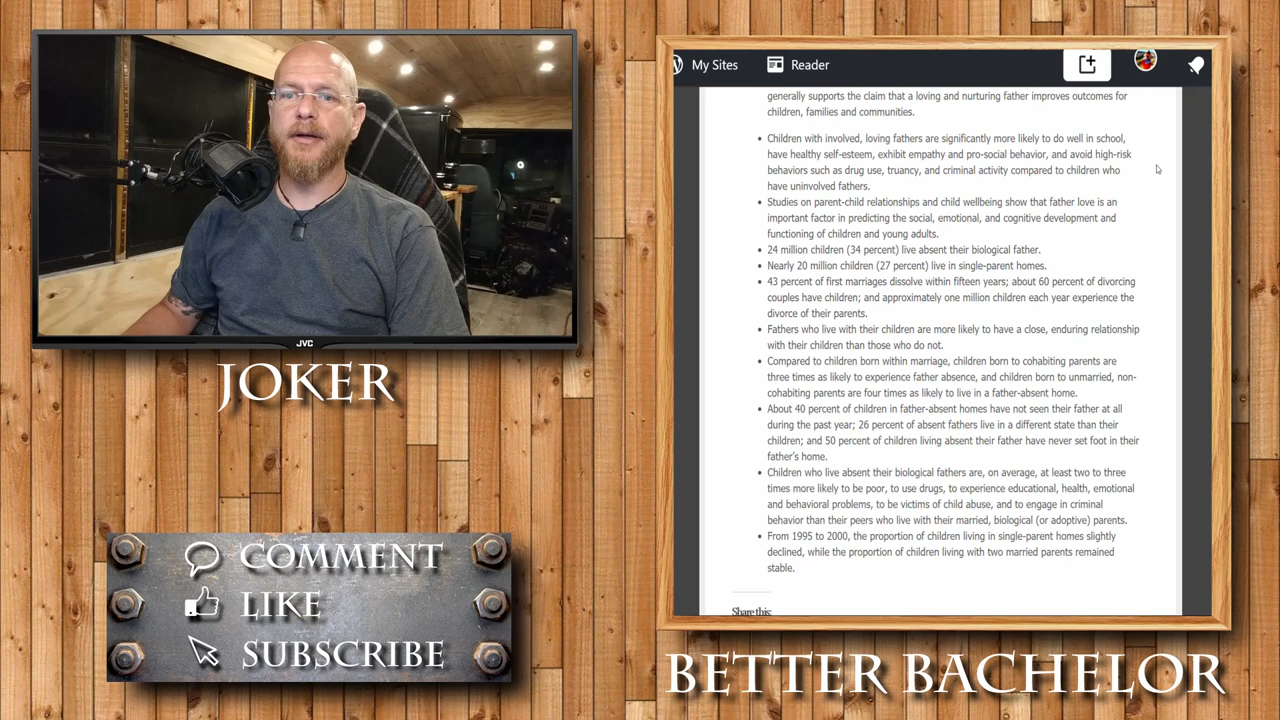 JVC
JOKER
COMMENT
LIKE
SUBSCRIBE
My Sites
Reader
generally supports the claim that a loving and nurturing father improves outcomes for
children, families and communities.
• Children with involved, loving fathers are significantly more likely to do well in school,
have healthy self-esteem, exhibit empathy and pro-social behavior, and avoid high-risk
behaviors such as drug use, truancy, and criminal activity compared to children who
have uninvolved fathers.
• Studies on parent-child relationships and child wellbeing show that father love is an
important factor in predicting the social, emotional, and cognitive development and
functioning of children and young adults.
• 24 million children (34 percent) live absent their biological father.
• Nearly 20 million children (27 percent) live in single-parent homes.
• 43 percent of first marriages dissolve within fifteen years; about 60 percent of divorcing
couples have children; and approximately one million children each year experience the
divorce of their parents.
• Fathers who live with their children are more likely to have a close, enduring relationship
with their children than those who do not.
• Compared to children born within marriage, children born to cohabiting parents are
three times as likely to experience father absence, and children born to unmarried, non-
cohabiting parents are four times as likely to live in a father-absent home.
• About 40 percent of children in father-absent homes have not seen their father at all
during the past year; 26 percent of absent fathers live in a different state than their
children; and 50 percent of children living absent their father have never set foot in their
father's home.
• Children who live absent their biological fathers are, on average, at least two to three
times more likely to be poor, to use drugs, to experience educational, health, emotional
and behavioral problems, to be victims of child abuse, and to engage in criminal
behavior than their peers who live with their married, biological (or adoptive) parents.
• From 1995 to 2000, the proportion of children living in single-parent homes slightly
declined, while the proportion of children living with two married parents remained
stable.
Share this:
BETTER BACHELOR